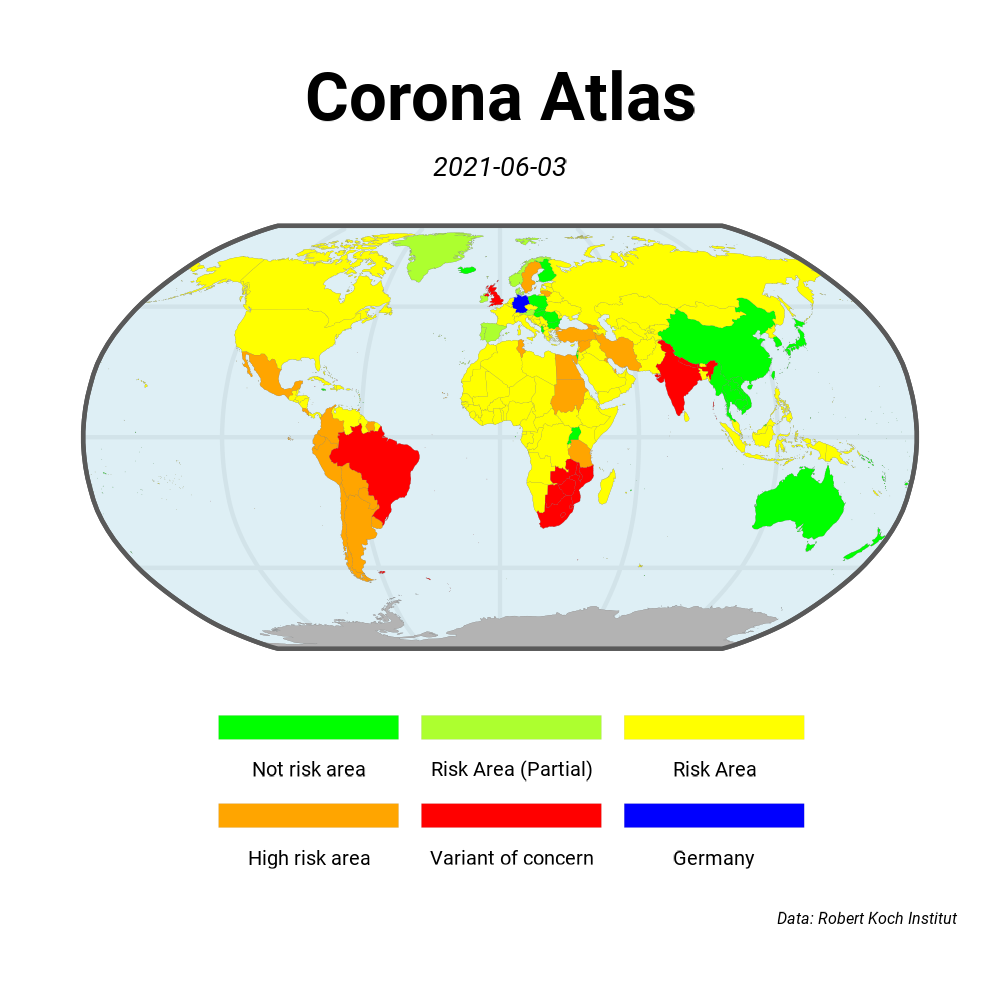 Corona Atlas
2021-06-03
Not risk area
Risk Area (Partial)
Risk Area
High risk area
Variant of concern
Germany
Data: Robert Koch Institut